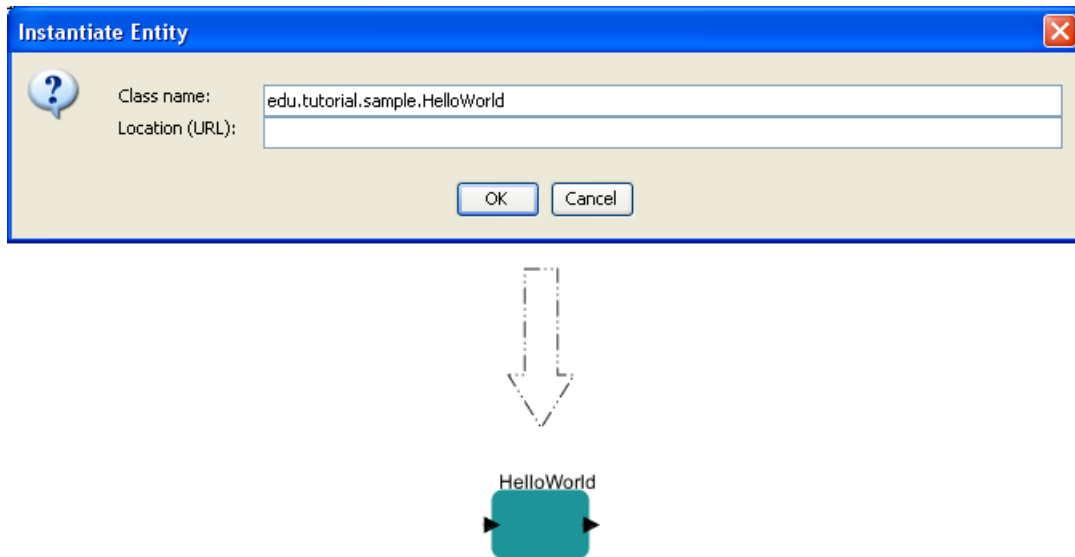 Instantiate Entity
Class name:
edu.tutorial.sample.HelloWorld
Location (URL):
OK
Cancel
HelloWorld